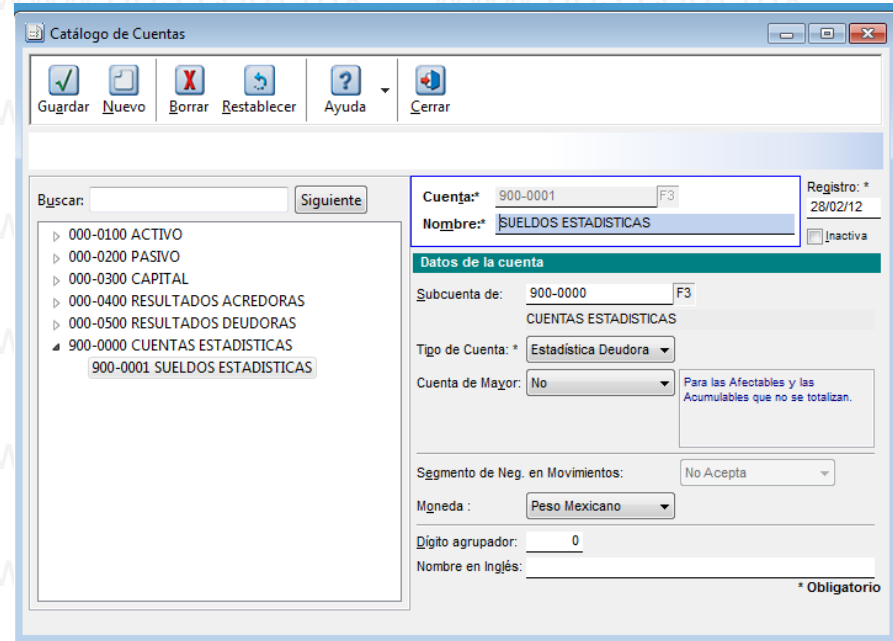 Catálogo de Cuentas
Guardar Nuevo Borrar Restablecer Ayuda Cerrar
Buscar: Siguiente
000-0100 ACTIVO
000-0200 PASIVO
000-0300 CAPITAL
000-0400 RESULTADOS ACREDORAS
000-0500 RESULTADOS DEUDORAS
900-0000 CUENTAS ESTADISTICAS
900-0001 SUELDOS ESTADISTICAS
Cuenta:* 900-0001 F3
Nombre:* SUELDOS ESTADISTICAS
Registro: *
28/02/12
Inactiva
Datos de la cuenta
Subcuenta de: 900-0000 F3
CUENTAS ESTADISTICAS
Tipo de Cuenta: * Estadística Deudora
Cuenta de Mayor: No
Para las Afectables y las
Acumulables que no se totalizan.
Segmento de Neg. en Movimientos: No Acepta
Moneda : Peso Mexicano
Dígito agrupador: 0
Nombre en Inglés:
* Obligatorio